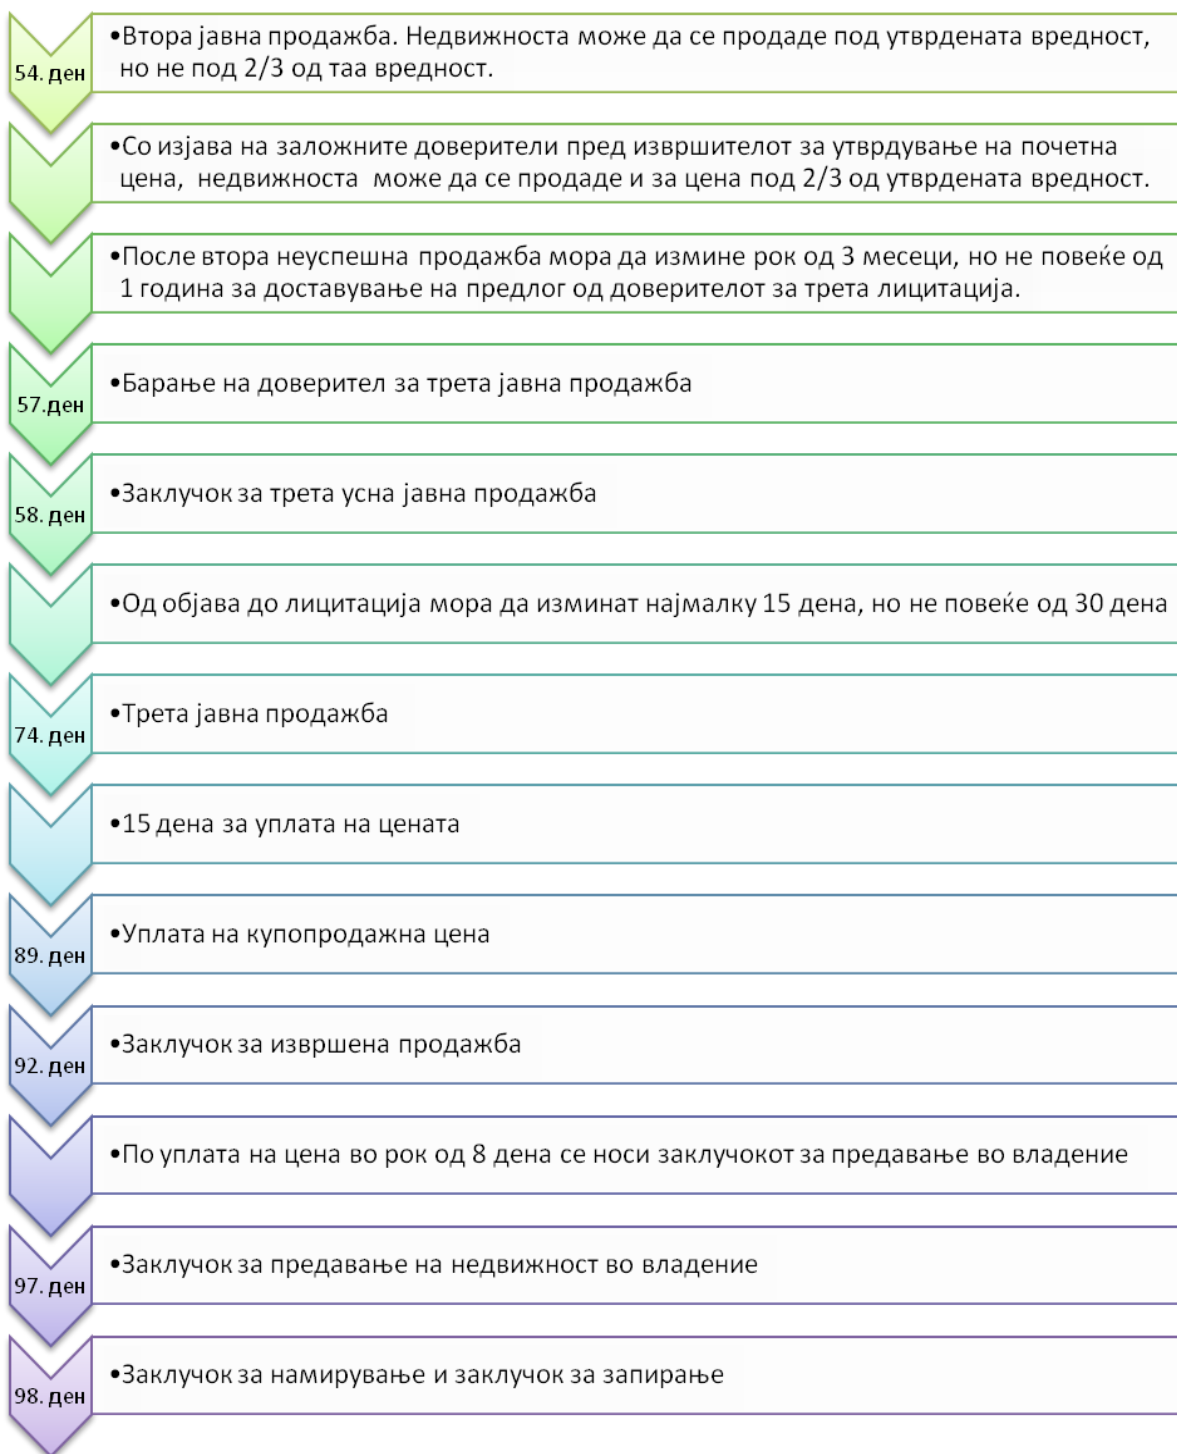 •Втора јавна продажба. Недвижноста може да се продаде под утврдената вредност,
54. ден
но не под 2/3 од таа вредност.
•Со изјава на заложните доверители пред извршителот за утврдување на почетна
цена, недвижноста може да се продаде и за цена под 2/3 од утврдената вредност.
•После втора неуспешна продажба мора да измине рок од 3 месеци, но не повеќе од
1 година за доставување на предлог од доверителот за трета лицитација.
57.ден
•Барање на доверител за трета јавна продажба
58. ден
•Заклучок за трета усна јавна продажба
•Од објава до лицитација мора да изминат најмалку 15 дена, но не повеќе од 30 дена
74. ден
•Трета јавна продажба
•15 дена за уплата на цената
89. ден
•Уплата на купопродажна цена
92. ден
•Заклучок за извршена продажба
•По уплата на цена во рок од 8 дена се носи заклучокот за предавање во владение
97. ден
•Заклучок за предавање на недвижност во владение
98. ден
•Заклучок за намирување и заклучок за запирање